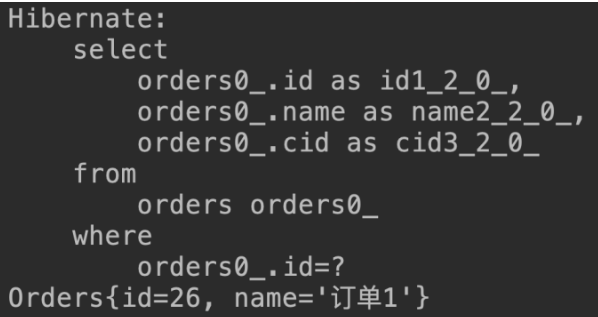 Hibernate:
    select
        orders0_.id as id1_2_0_,
        orders0_.name as name2_2_0_,
        orders0_.cid as cid3_2_0_
    from
        orders orders0_
    where
        orders0_.id=?
Orders{id=26, name='订单1'}